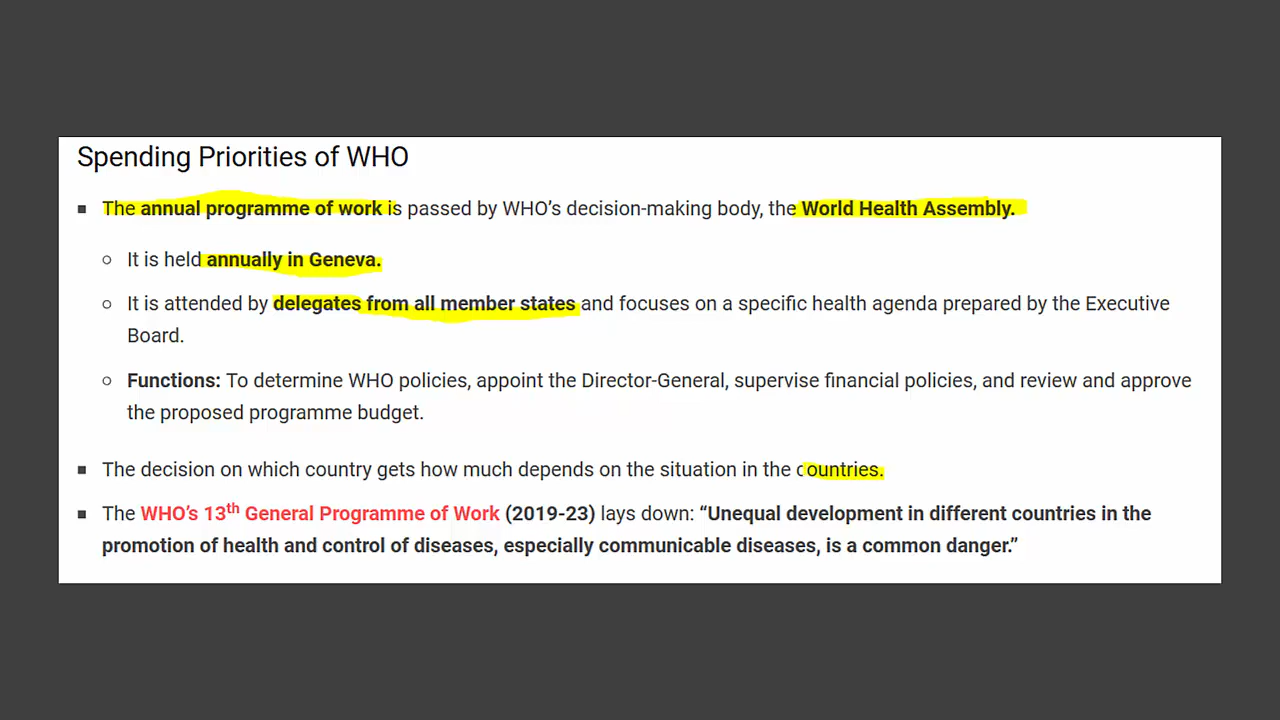 Spending Priorities of WHO
▪ The annual programme of work is passed by WHO’s decision-making body, the World Health Assembly.
○ It is held annually in Geneva.
○ It is attended by delegates from all member states and focuses on a specific health agenda prepared by the Executive
Board.
○ Functions: To determine WHO policies, appoint the Director-General, supervise financial policies, and review and approve
the proposed programme budget.
▪ The decision on which country gets how much depends on the situation in the countries.
▪ The WHO’s 13th General Programme of Work (2019-23) lays down: “Unequal development in different countries in the
promotion of health and control of diseases, especially communicable diseases, is a common danger.”